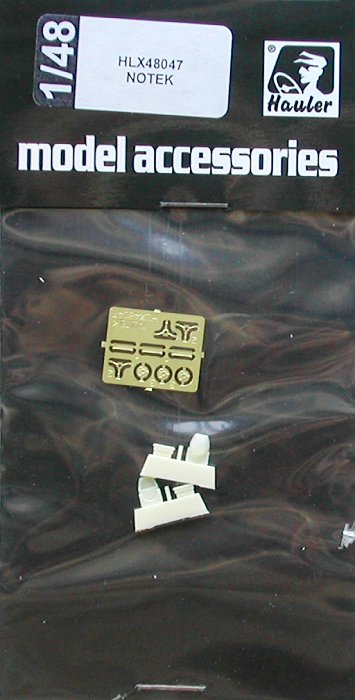 1/48
HLX48047
NOTEK
®
Hauler
model accessories